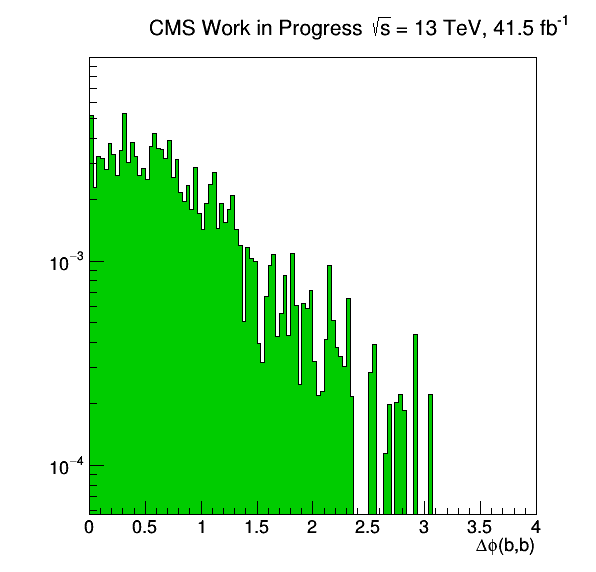 CMS Work in Progress √s = 13 TeV, 41.5 fb⁻¹
10⁻³
10⁻⁴
0 0.5 1 1.5 2 2.5 3 3.5 4
Δϕ(b,b)